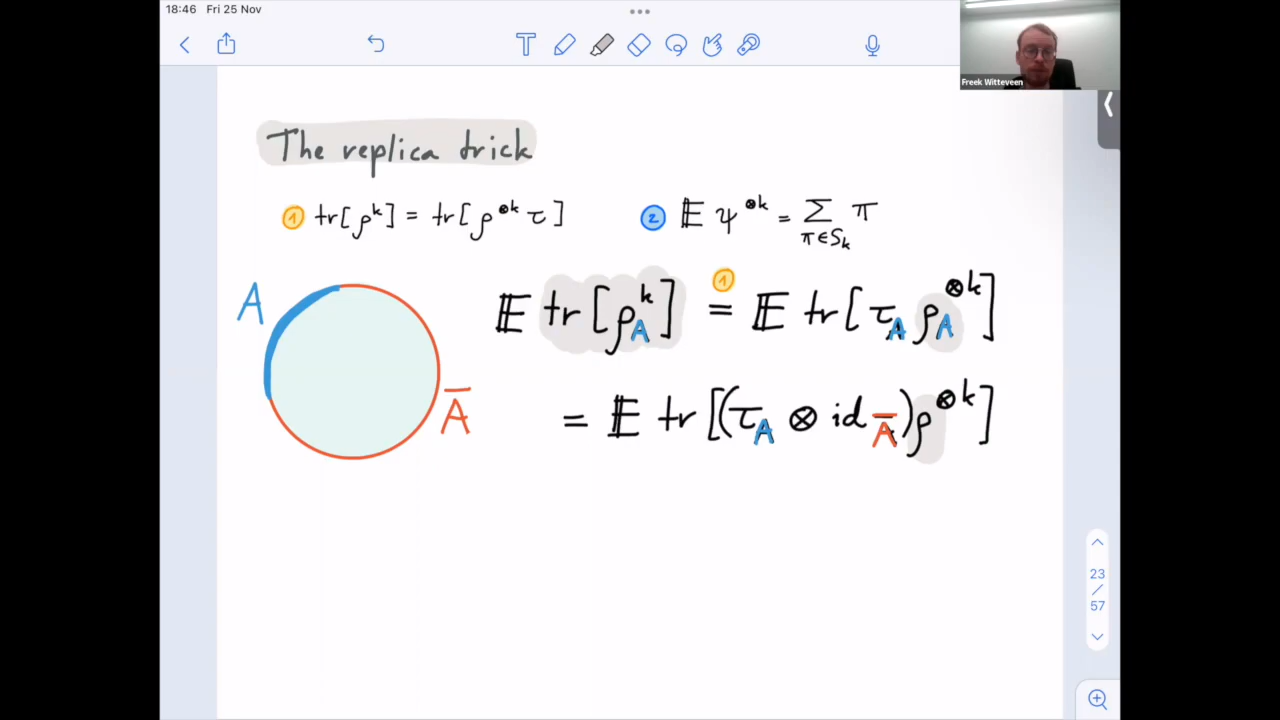 18:46 Fri 25 Nov
Freek Witteveen
The replica trick
① tr[ρ^k] = tr[ρ^{⊗k} τ] ② 𝔼 ψ^{⊗k} = Σ_{π∈S_k} π
A 𝔼 tr[ρ_A^k] =^{①} 𝔼 tr[τ_A ρ_A^{⊗k}]
Ā = 𝔼 tr[(τ_A ⊗ id_Ā) ρ^{⊗k}]
23
/
57